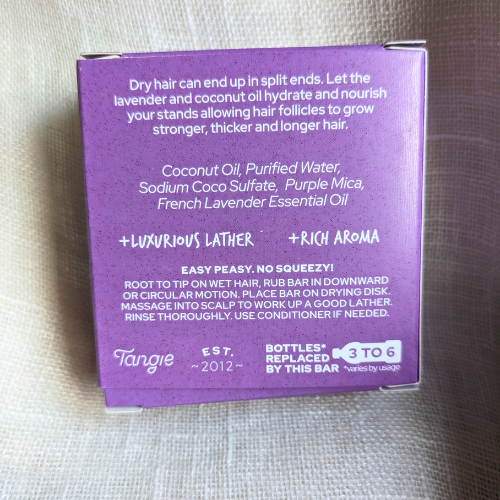 Dry hair can end up in split ends. Let the
lavender and coconut oil hydrate and nourish
your stands allowing hair follicles to grow
stronger, thicker and longer hair.
Coconut Oil, Purified Water,
Sodium Coco Sulfate, Purple Mica,
French Lavender Essential Oil
+LUXURIOUS LATHER +RICH AROMA
EASY PEASY. NO SQUEEZY!
ROOT TO TIP ON WET HAIR, RUB BAR IN DOWNWARD
OR CIRCULAR MOTION. PLACE BAR ON DRYING DISK.
MASSAGE INTO SCALP TO WORK UP A GOOD LATHER.
RINSE THOROUGHLY. USE CONDITIONER IF NEEDED.
Tangie
EST.
~2012~
BOTTLES*
REPLACED
BY THIS BAR
3 TO 6
*varies by usage